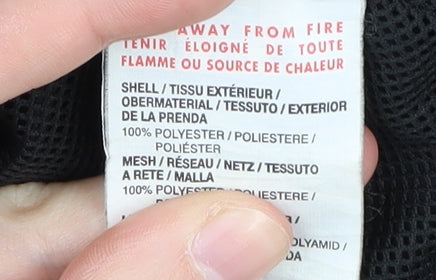 AWAY FROM FIRE
TENIR ÉLOIGNÉ DE TOUTE
FLAMME OU SOURCE DE CHALEUR
SHELL / TISSU EXTÉRIEUR /
OBERMATERIAL / TESSUTO / EXTERIOR
DE LA PRENDA
100% POLYESTER / POLIESTERE /
POLIÉSTER
MESH / RÉSEAU / NETZ / TESSUTO
A RETE / MALLA
100% POLYESTER / POLIESTERE /